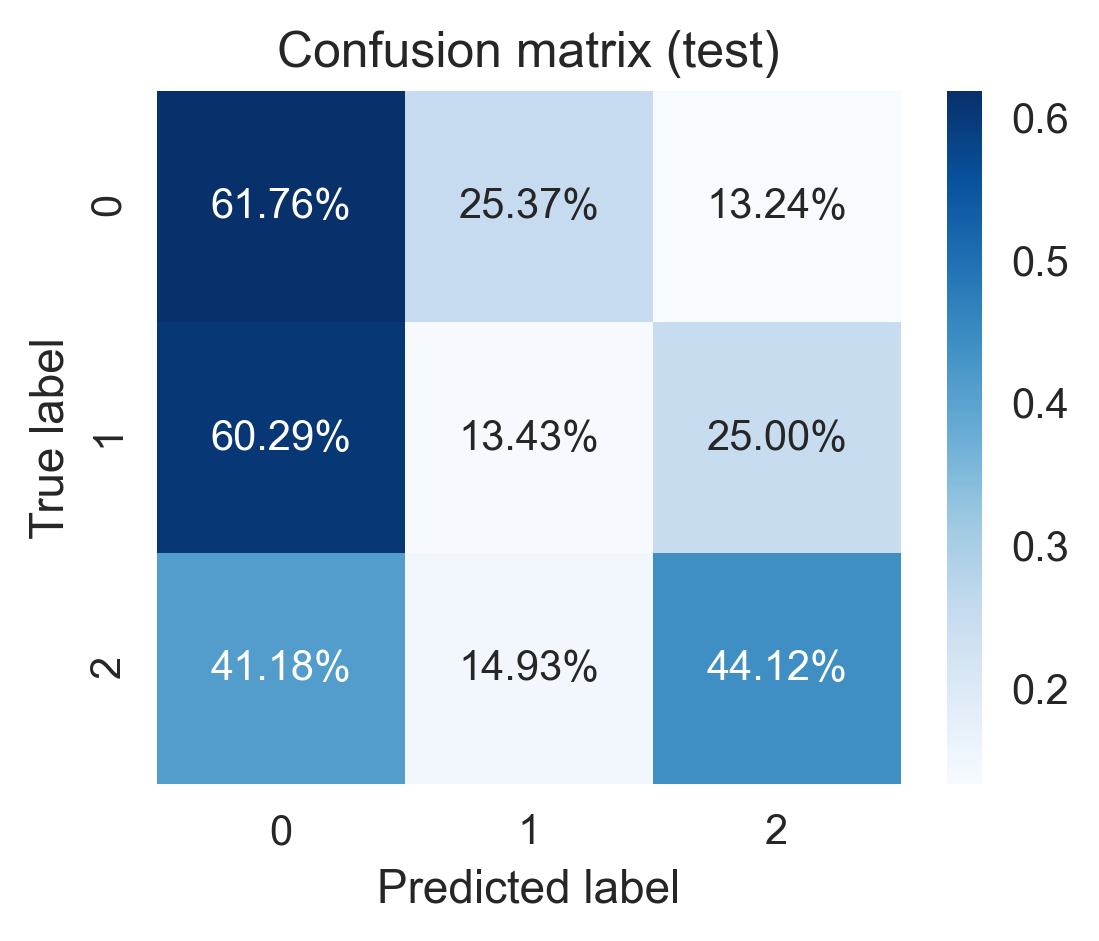 Confusion matrix (test)
True label
0
61.76% 25.37% 13.24%
1
60.29% 13.43% 25.00%
2
41.18% 14.93% 44.12%
0 1 2
Predicted label
0.6
0.5
0.4
0.3
0.2